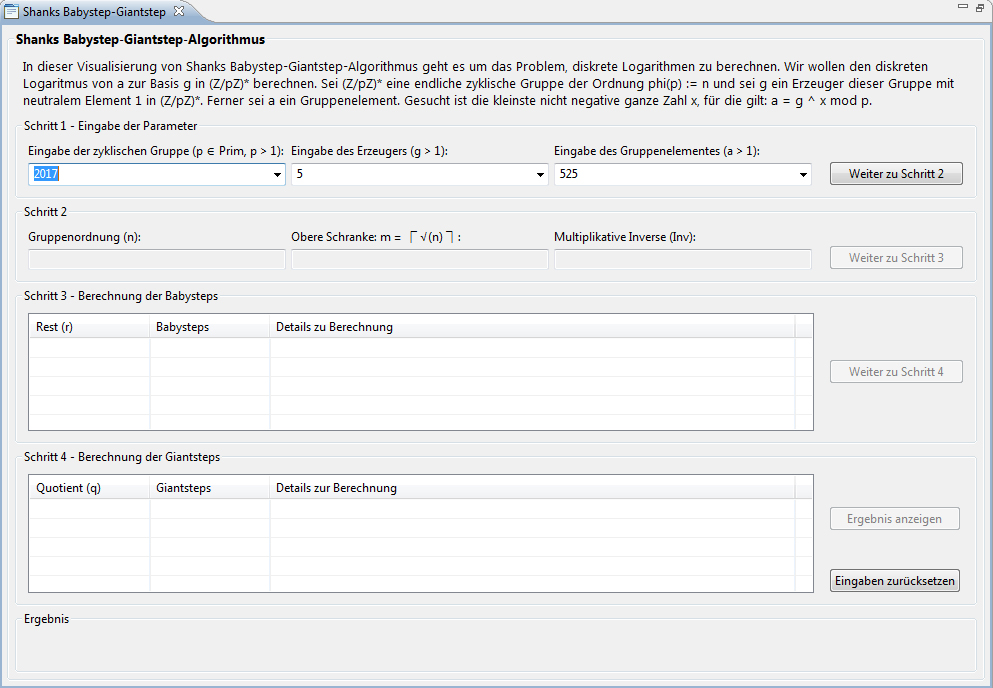 Shanks Babystep-Giantstep
Shanks Babystep-Giantstep-Algorithmus
In dieser Visualisierung von Shanks Babystep-Giantstep-Algorithmus geht es um das Problem, diskrete Logarithmen zu berechnen. Wir wollen den diskreten
Logaritmus von a zur Basis g in (Z/pZ)* berechnen. Sei (Z/pZ)* eine endliche zyklische Gruppe der Ordnung phi(p) := n und sei g ein Erzeuger dieser Gruppe mit
neutralem Element 1 in (Z/pZ)*. Ferner sei a ein Gruppenelement. Gesucht ist die kleinste nicht negative ganze Zahl x, für die gilt: a = g ^ x mod p.
Schritt 1 - Eingabe der Parameter
Eingabe der zyklischen Gruppe (p ∈ Prim, p > 1): Eingabe des Erzeugers (g > 1): Eingabe des Gruppenelementes (a > 1):
2017 5 525 Weiter zu Schritt 2
Schritt 2
Gruppenordnung (n): Obere Schranke: m = ⎡√(n)⎤ : Multiplikative Inverse (Inv):
Weiter zu Schritt 3
Schritt 3 - Berechnung der Babysteps
Rest (r) Babysteps Details zu Berechnung
Weiter zu Schritt 4
Schritt 4 - Berechnung der Giantsteps
Quotient (q) Giantsteps Details zur Berechnung
Ergebnis anzeigen
Eingaben zurücksetzen
Ergebnis